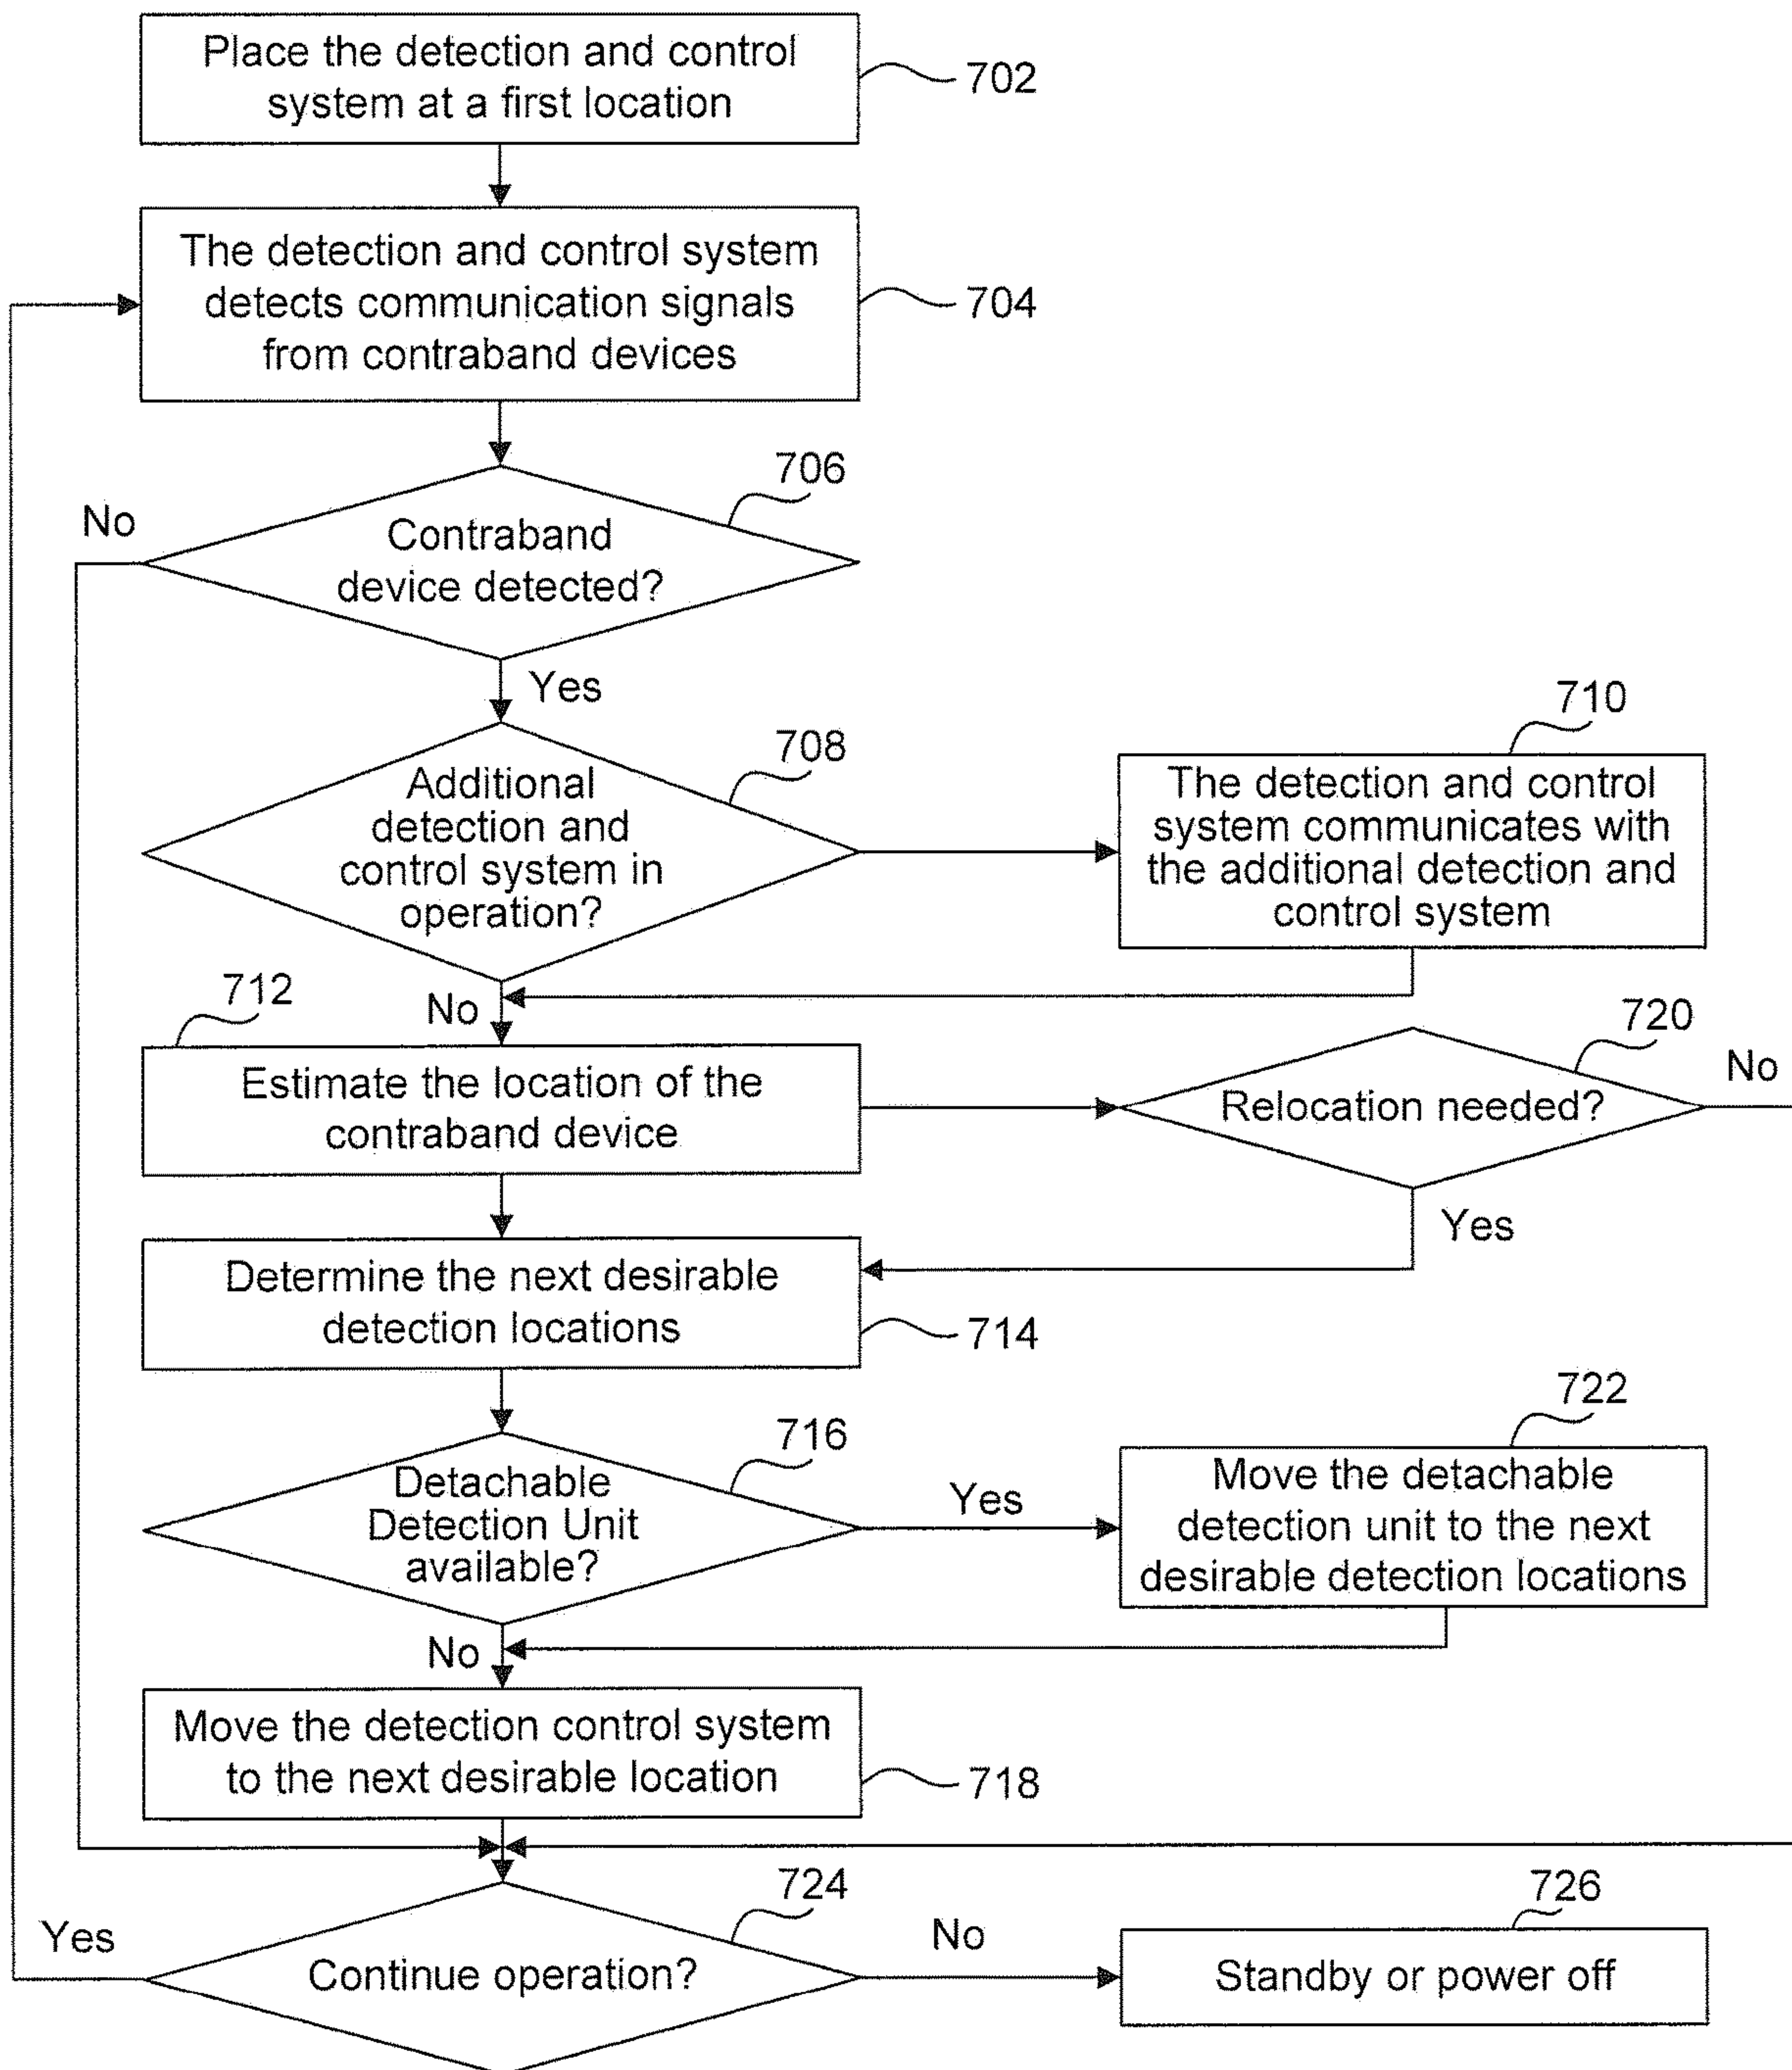 Place the detection and control
system at a first location
702
The detection and control system
detects communication signals
from contraband devices
704
706
No
Contraband
device detected?
Yes
708
Additional
detection and
control system in
operation?
710
The detection and control
system communicates with
the additional detection and
control system
712
No
Estimate the location of the
contraband device
720
Relocation needed?
No
Yes
Determine the next desirable
detection locations
714
716
Detachable
Detection Unit
available?
Yes
722
Move the detachable
detection unit to the next
desirable detection locations
No
Move the detection control system
to the next desirable location
718
724
Yes
Continue operation?
No
726
Standby or power off